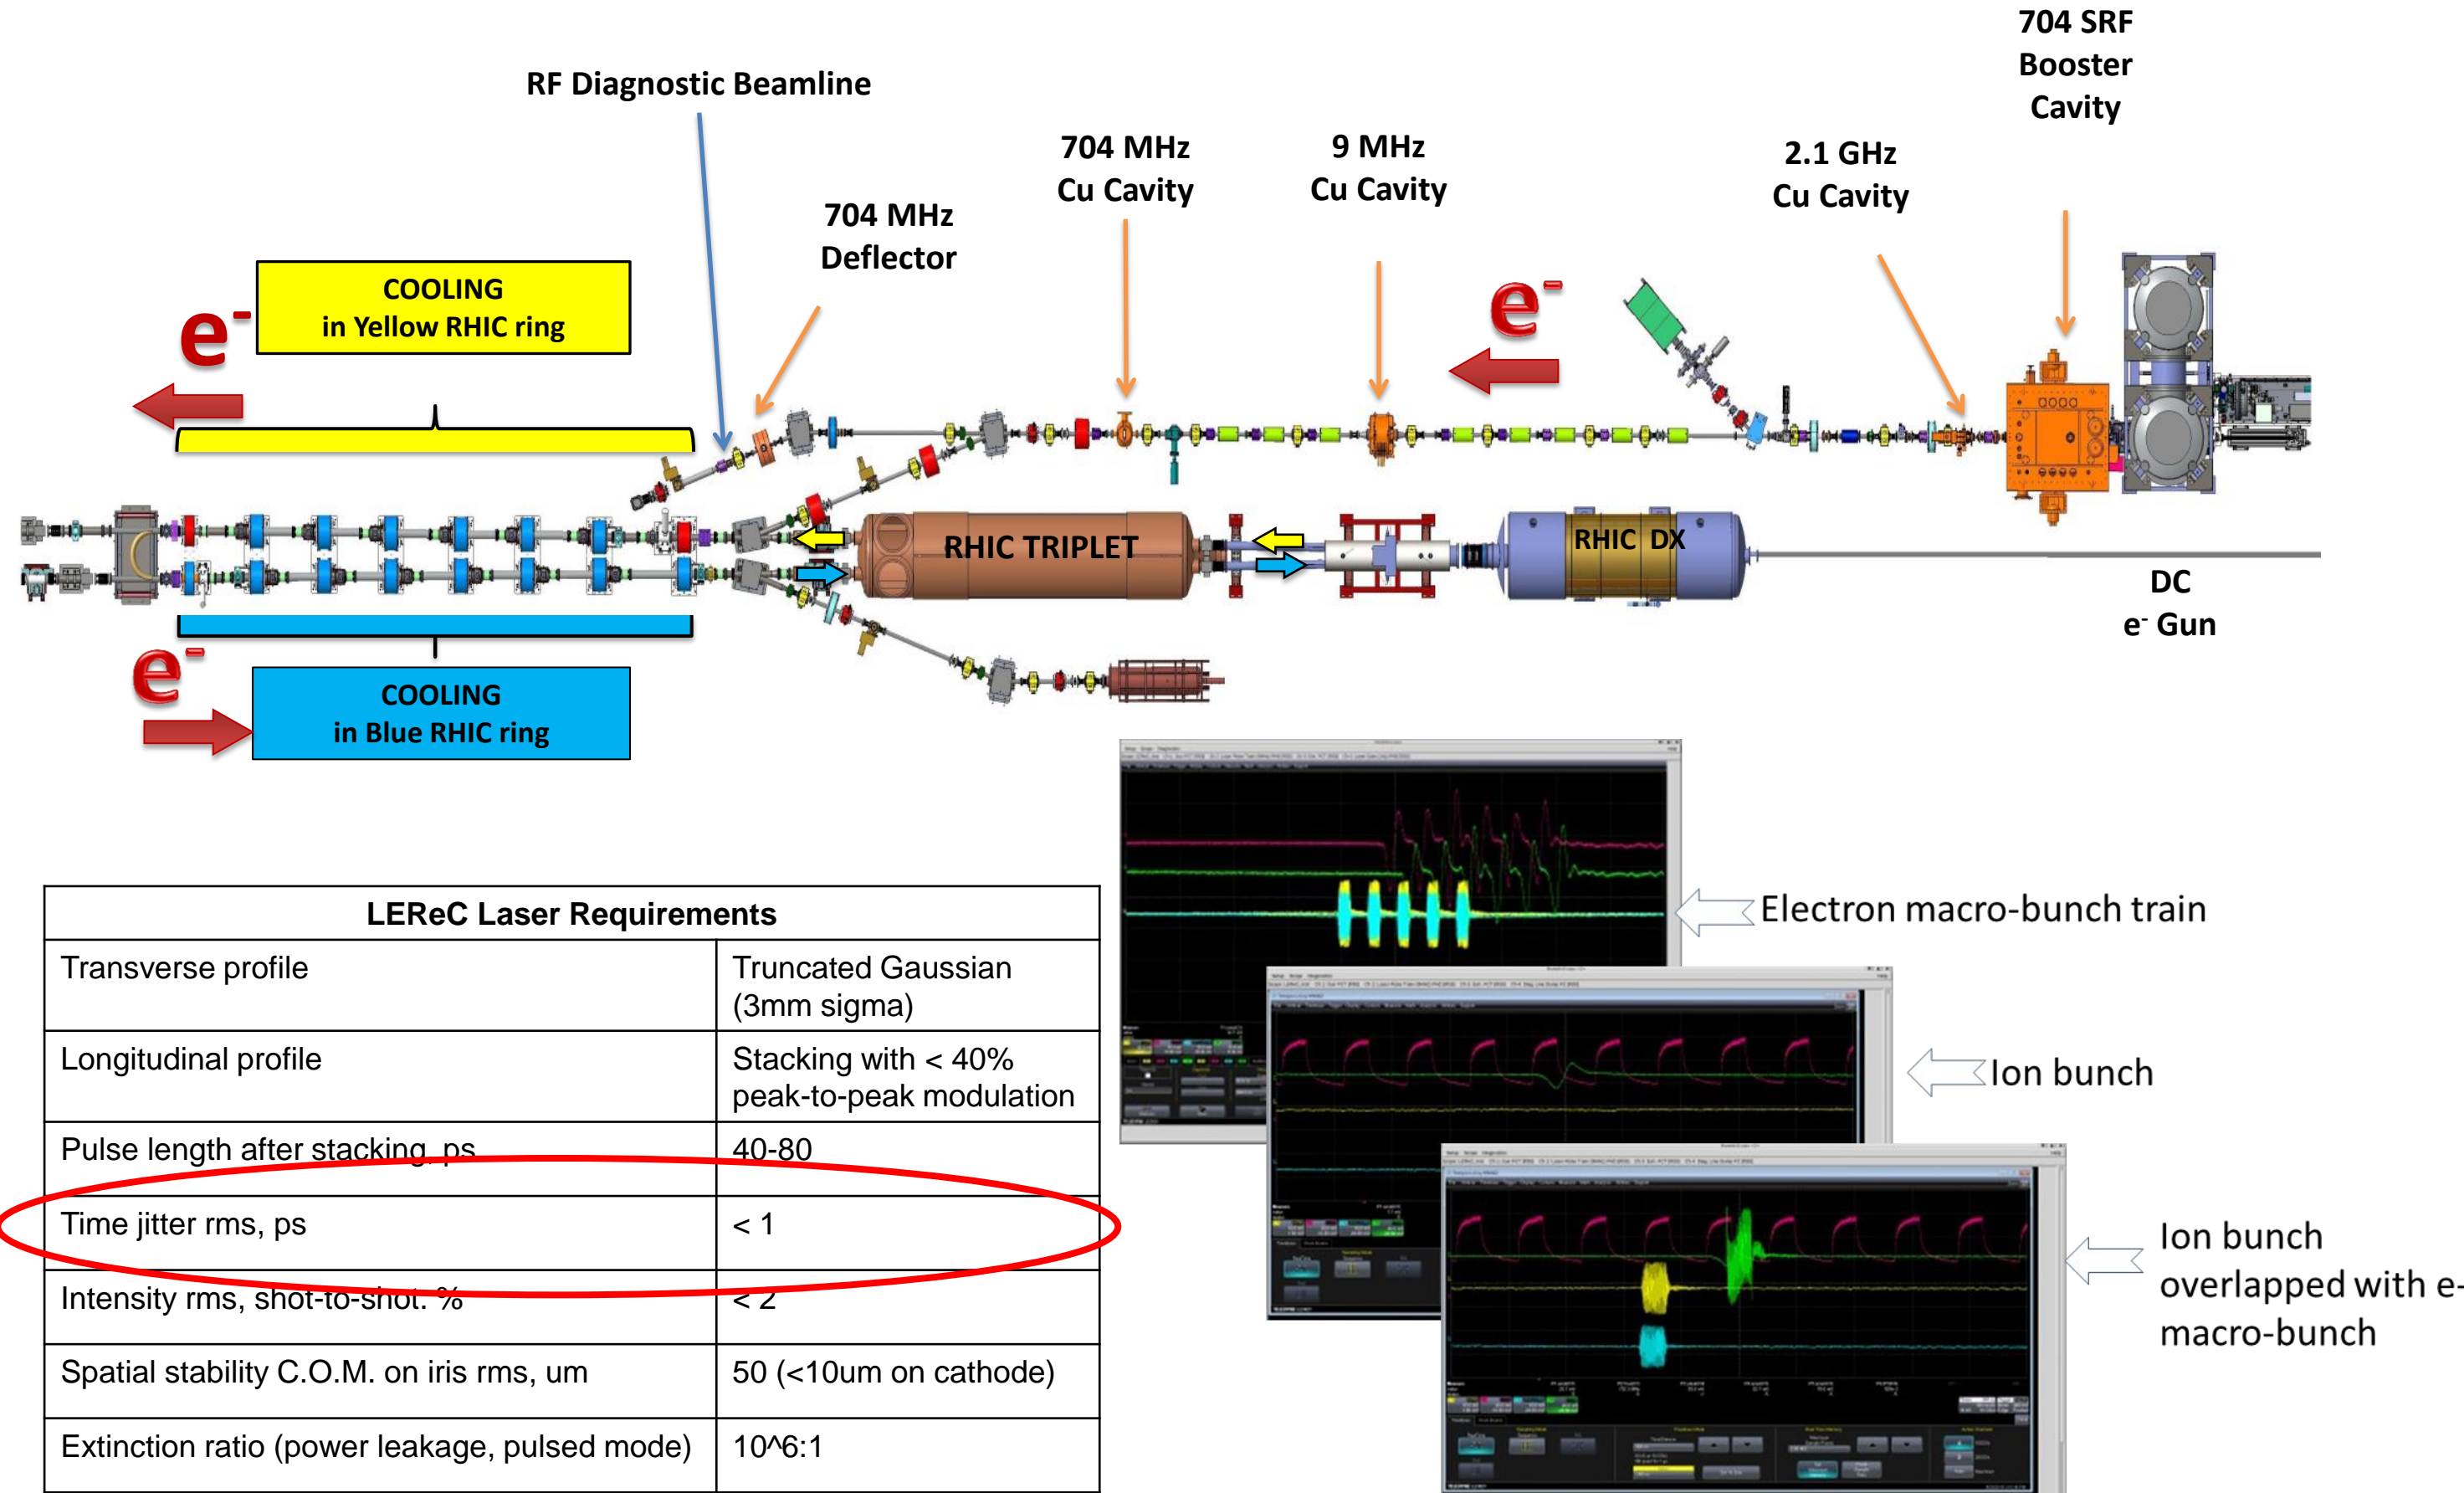 704 SRF
Booster
Cavity
RF Diagnostic Beamline
704 MHz
Cu Cavity
9 MHz
Cu Cavity
2.1 GHz
Cu Cavity
704 MHz
Deflector
COOLING
in Yellow RHIC ring
e-
e-
RHIC TRIPLET
RHIC DX
DC
e- Gun
e-
COOLING
in Blue RHIC ring
LEReC Laser Requirements
Transverse profile
Truncated Gaussian
(3mm sigma)
Longitudinal profile
Stacking with < 40%
peak-to-peak modulation
Pulse length after stacking, ps
40-80
Time jitter rms, ps
< 1
Intensity rms, shot-to-shot. %
< 2
Spatial stability C.O.M. on iris rms, um
50 (<10um on cathode)
Extinction ratio (power leakage, pulsed mode)
10^6:1
Electron macro-bunch train
Ion bunch
Ion bunch
overlapped with e-
macro-bunch